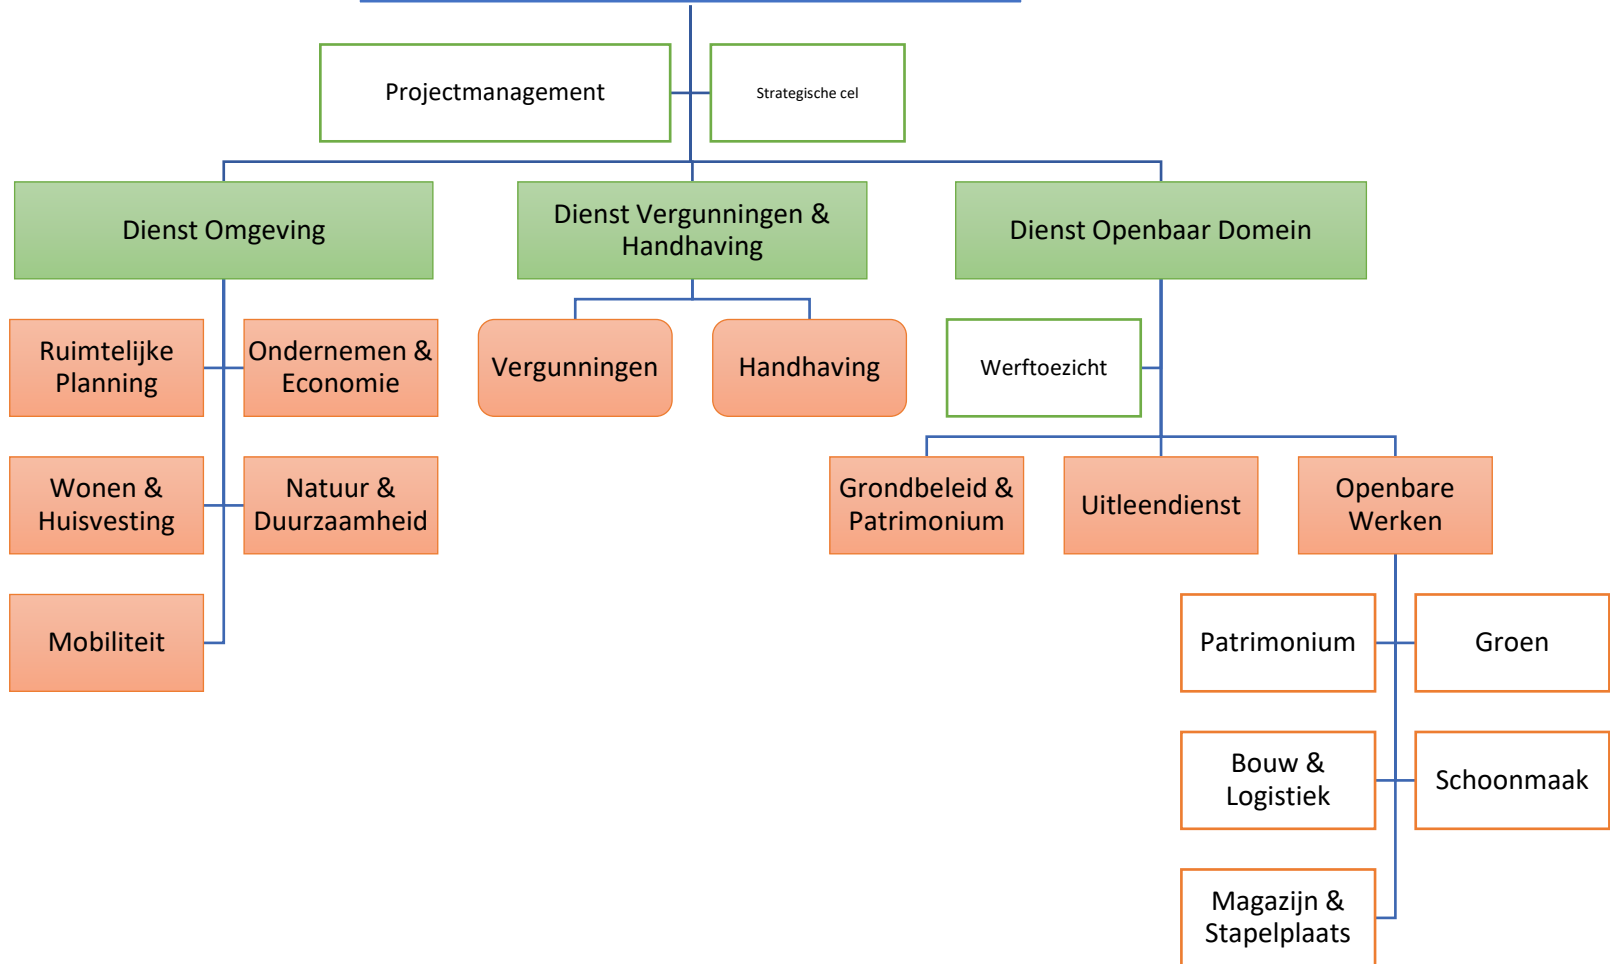 Projectmanagement
Strategische cel
Dienst Omgeving
Dienst Vergunningen &
Handhaving
Dienst Openbaar Domein
Ruimtelijke
Planning
Ondernemen &
Economie
Vergunningen
Handhaving
Werftoezicht
Wonen &
Huisvesting
Natuur &
Duurzaamheid
Grondbeleid &
Patrimonium
Uitleendienst
Openbare
Werken
Mobiliteit
Patrimonium
Groen
Bouw &
Logistiek
Schoonmaak
Magazijn &
Stapelplaats